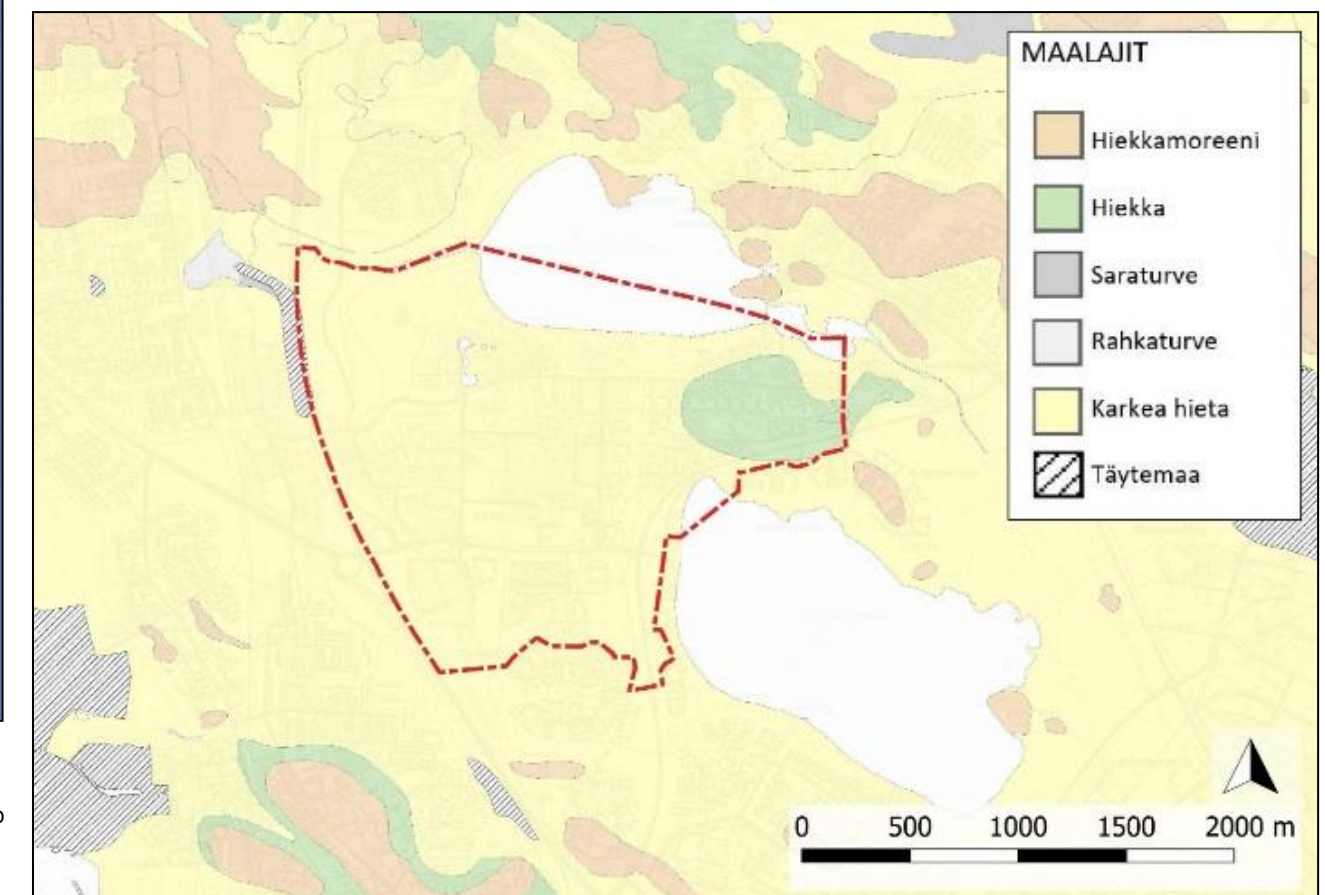 MAALAJIT
Hiekkamoreeni
Hiekka
Saraturve
Rahkaturve
Karkea hieta
Täytemaa
0 500 1000 1500 2000 m